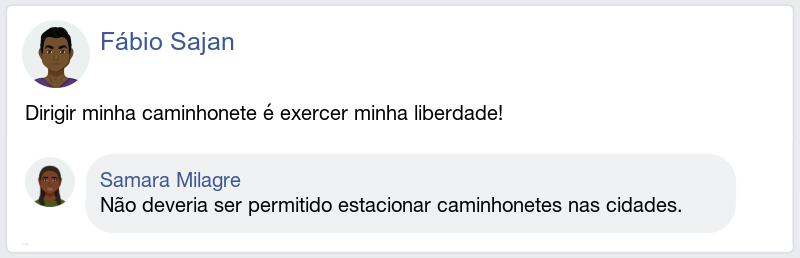 Fábio Sajan
Dirigir minha caminhonete é exercer minha liberdade!
Samara Milagre
Não deveria ser permitido estacionar caminhonetes nas cidades.